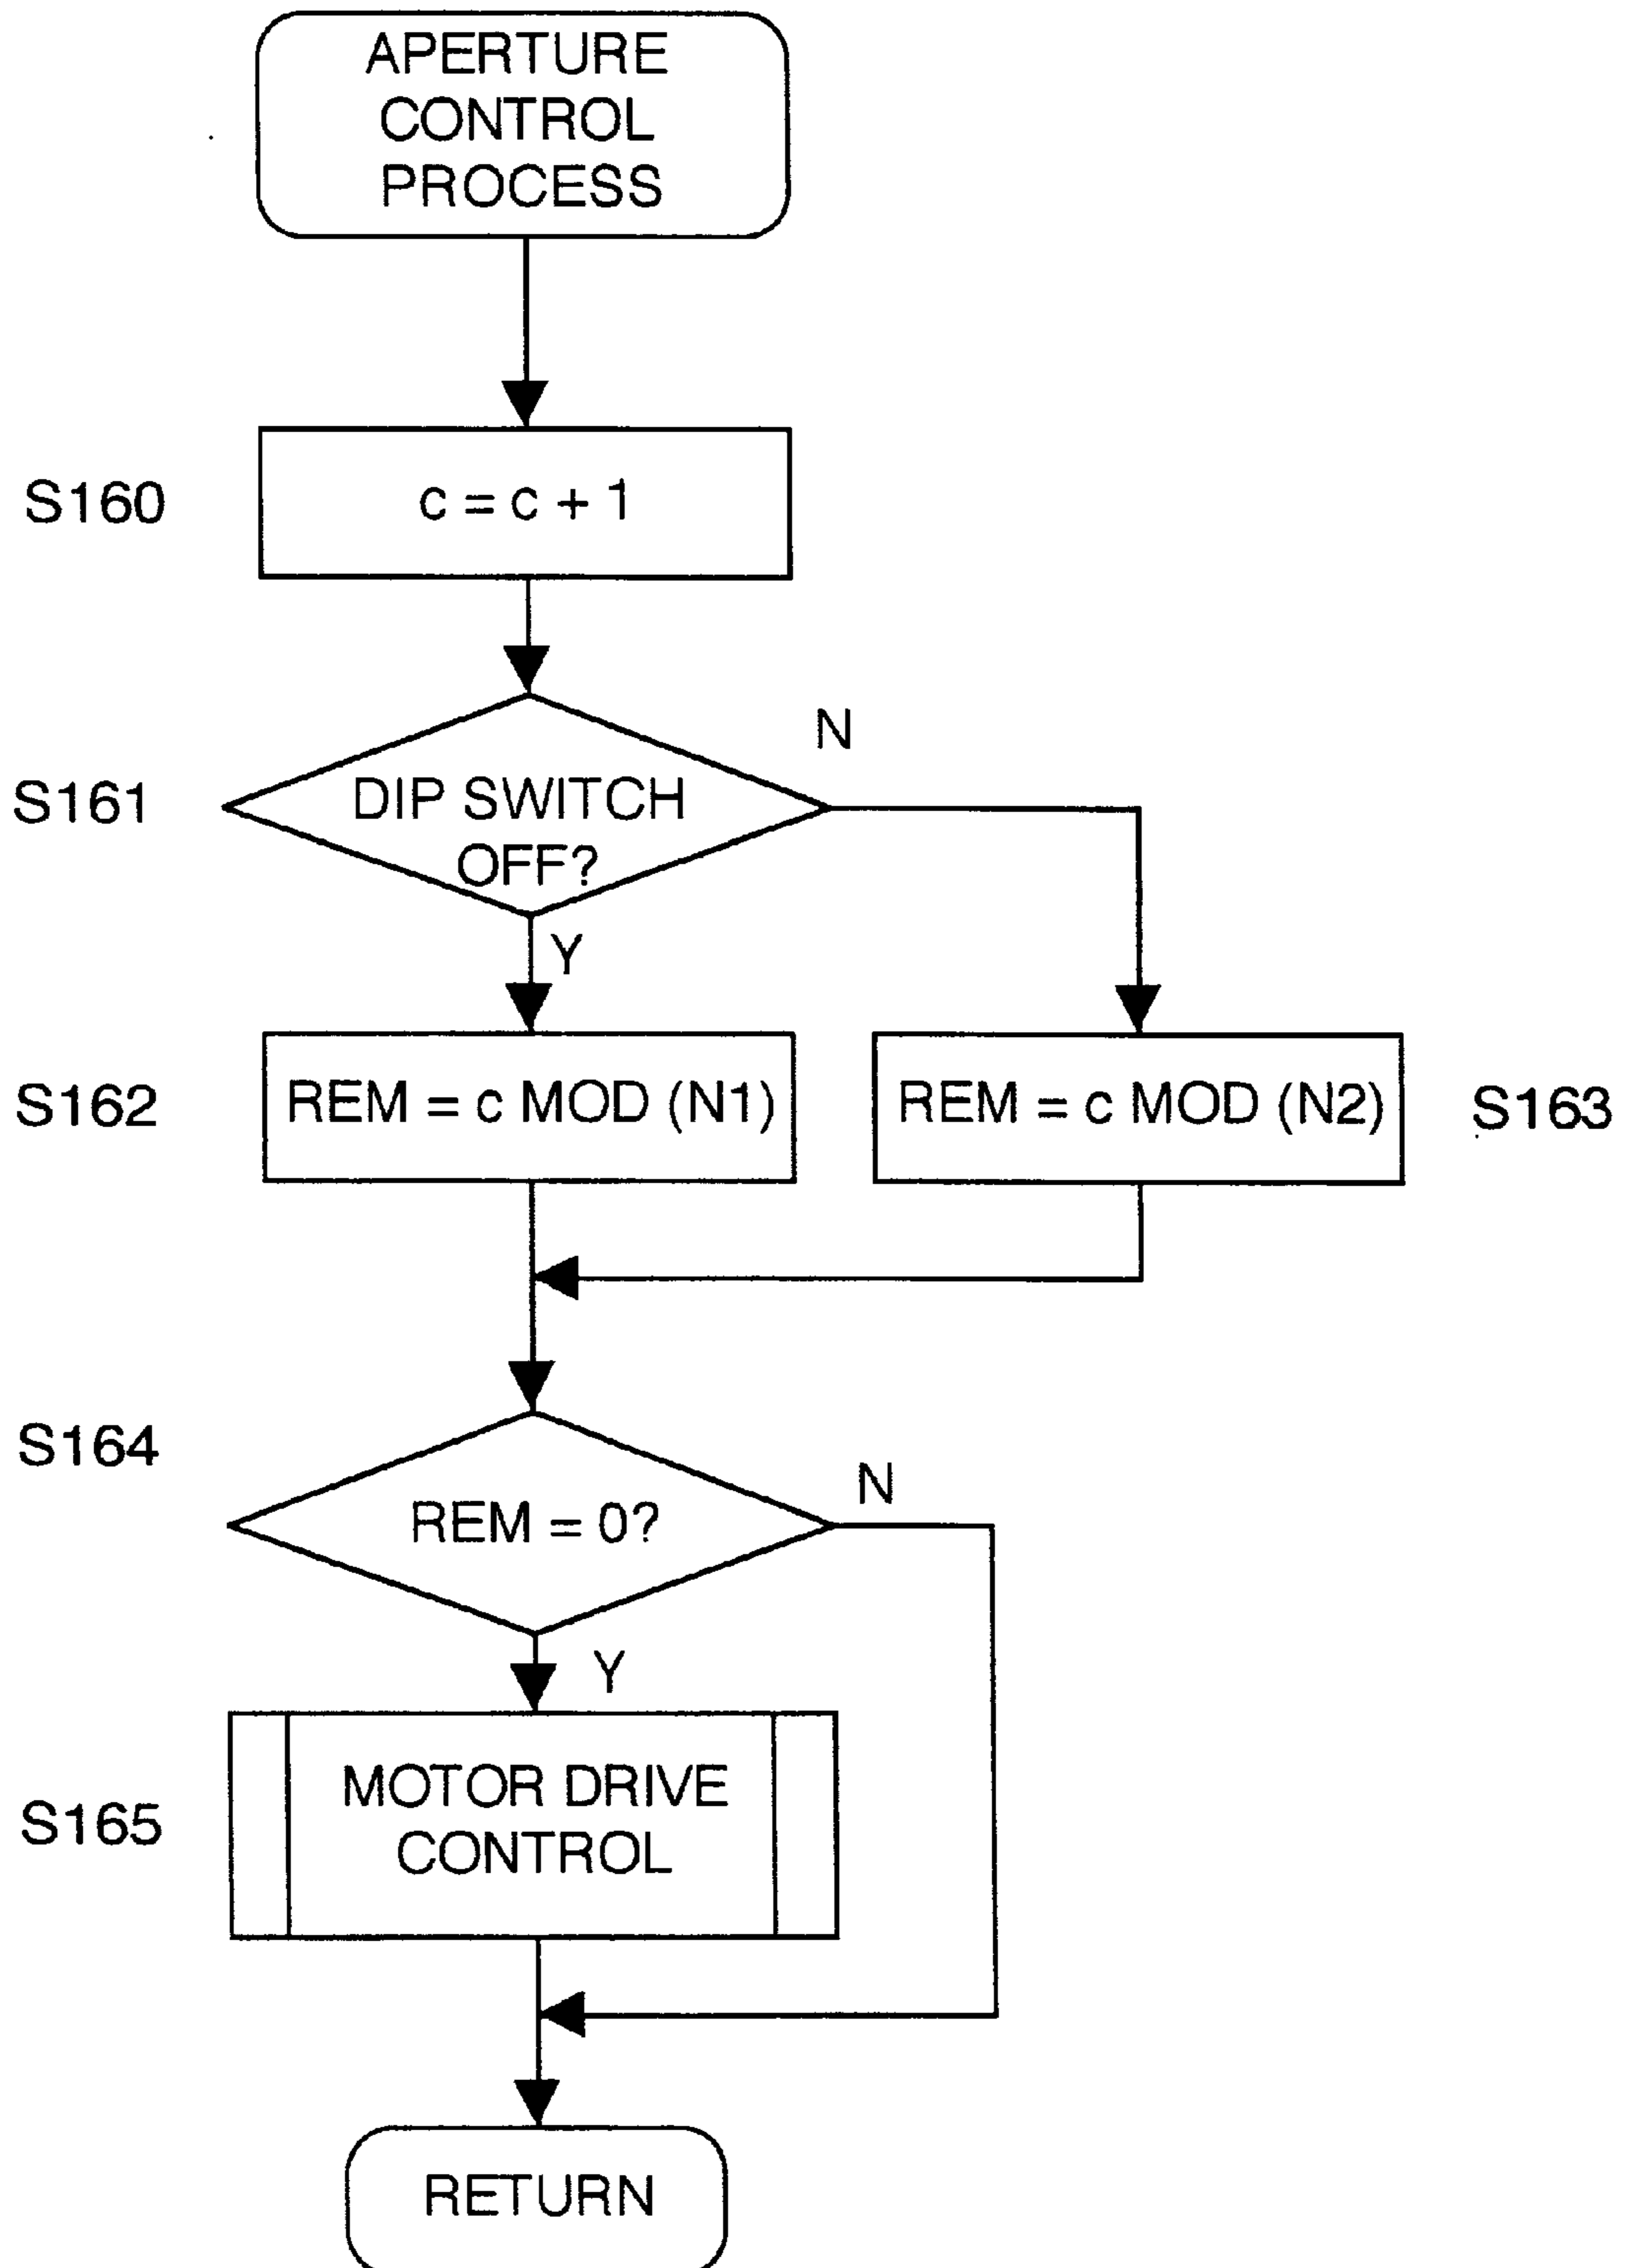 APERTURE
CONTROL
PROCESS
S160
c = c + 1
S161
DIP SWITCH
OFF?
N
Y
S162
REM = c MOD (N1)
REM = c MOD (N2)
S163
S164
REM = 0?
N
Y
S165
MOTOR DRIVE
CONTROL
RETURN